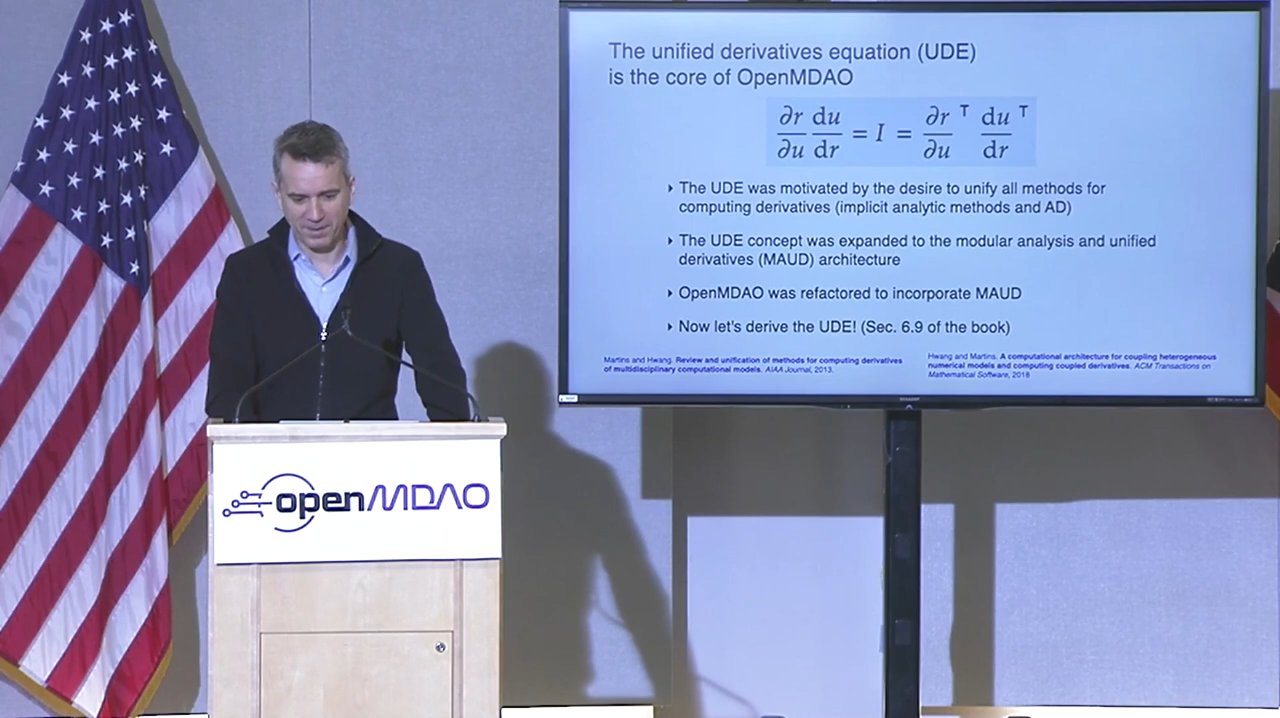 The unified derivatives equation (UDE)
is the core of OpenMDAO
∂r/∂u du/dr = I = ∂r/∂u ᵀ du/dr ᵀ
‣ The UDE was motivated by the desire to unify all methods for
computing derivatives (implicit analytic methods and AD)
‣ The UDE concept was expanded to the modular analysis and unified
derivatives (MAUD) architecture
‣ OpenMDAO was refactored to incorporate MAUD
‣ Now let's derive the UDE! (Sec. 6.9 of the book)
Martins and Hwang. Review and unification of methods for computing derivatives
of multidisciplinary computational models. AIAA Journal, 2013.
Hwang and Martins. A computational architecture for coupling heterogeneous
numerical models and computing coupled derivatives. ACM Transactions on
Mathematical Software, 2018
openMDAO